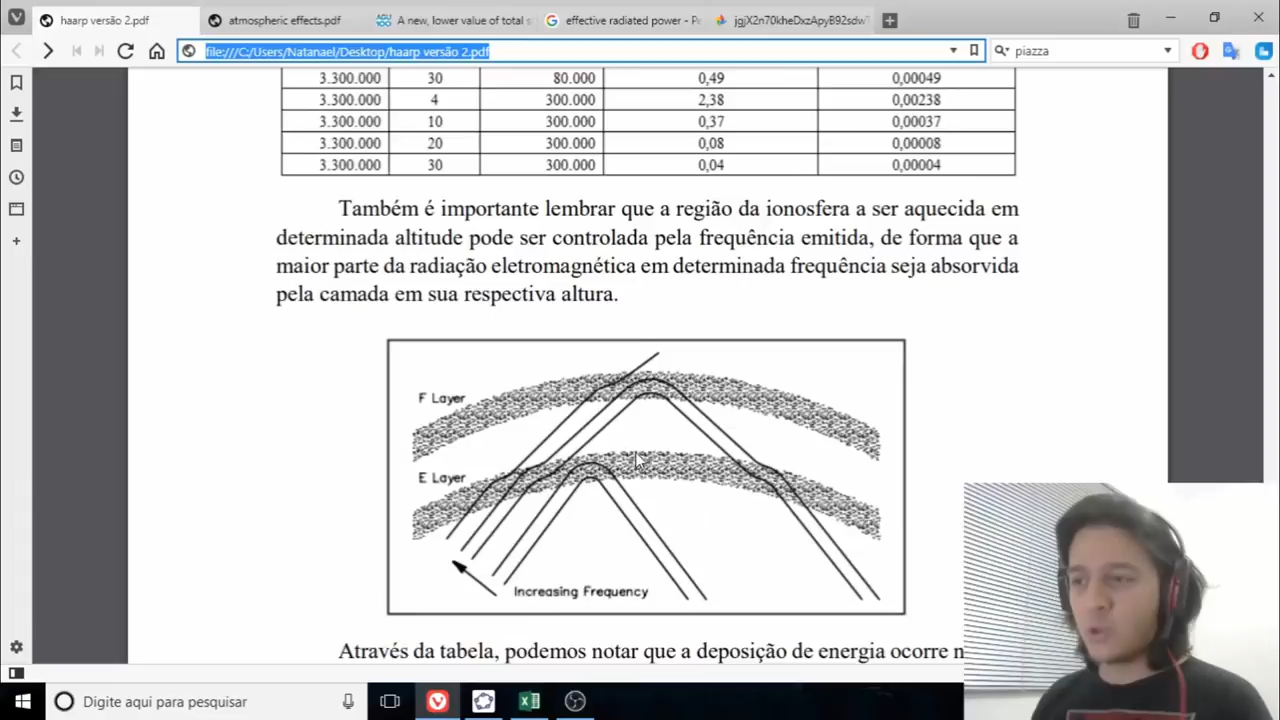 haarp versão 2.pdf
atmospheric effects.pdf
A new, lower value of total s
effective radiated power - Pe
jgjX2n70kheDxzApyB92sdwT
file:///C:/Users/Natanael/Desktop/haarp versão 2.pdf
piazza
3.300.000 30 80.000 0,49 0,00049
3.300.000 4 300.000 2,38 0,00238
3.300.000 10 300.000 0,37 0,00037
3.300.000 20 300.000 0,08 0,00008
3.300.000 30 300.000 0,04 0,00004
Também é importante lembrar que a região da ionosfera a ser aquecida em
determinada altitude pode ser controlada pela frequência emitida, de forma que a
maior parte da radiação eletromagnética em determinada frequência seja absorvida
pela camada em sua respectiva altura.
F Layer
E Layer
Increasing Frequency
Através da tabela, podemos notar que a deposição de energia ocorre n
Digite aqui para pesquisar